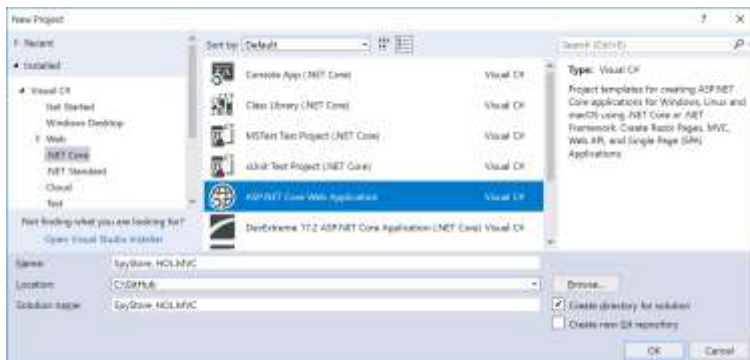 New Project
? ×
Recent
Installed
Visual C#
Get Started
Windows Desktop
Web
.NET Core
.NET Standard
Cloud
Test
Not finding what you are looking for?
Open Visual Studio Installer
Sort by: Default
Console App (.NET Core) Visual C#
Class Library (.NET Core) Visual C#
MSTest Test Project (.NET Core) Visual C#
xUnit Test Project (.NET Core) Visual C#
ASP.NET Core Web Application Visual C#
DevExtreme 17.2 ASP.NET Core Application (.NET Core) Visual C#
Search (Ctrl+E)
Type: Visual C#
Project templates for creating ASP.NET
Core applications for Windows, Linux and
macOS using .NET Core or .NET
Framework. Create Razor Pages, MVC,
Web API, and Single Page (SPA)
Applications
Name: SpyStore_HOL.MVC
Location: C:\GitHub
Browse...
Solution name: SpyStore_HOL.MVC
Create directory for solution
Create new Git repository
OK Cancel